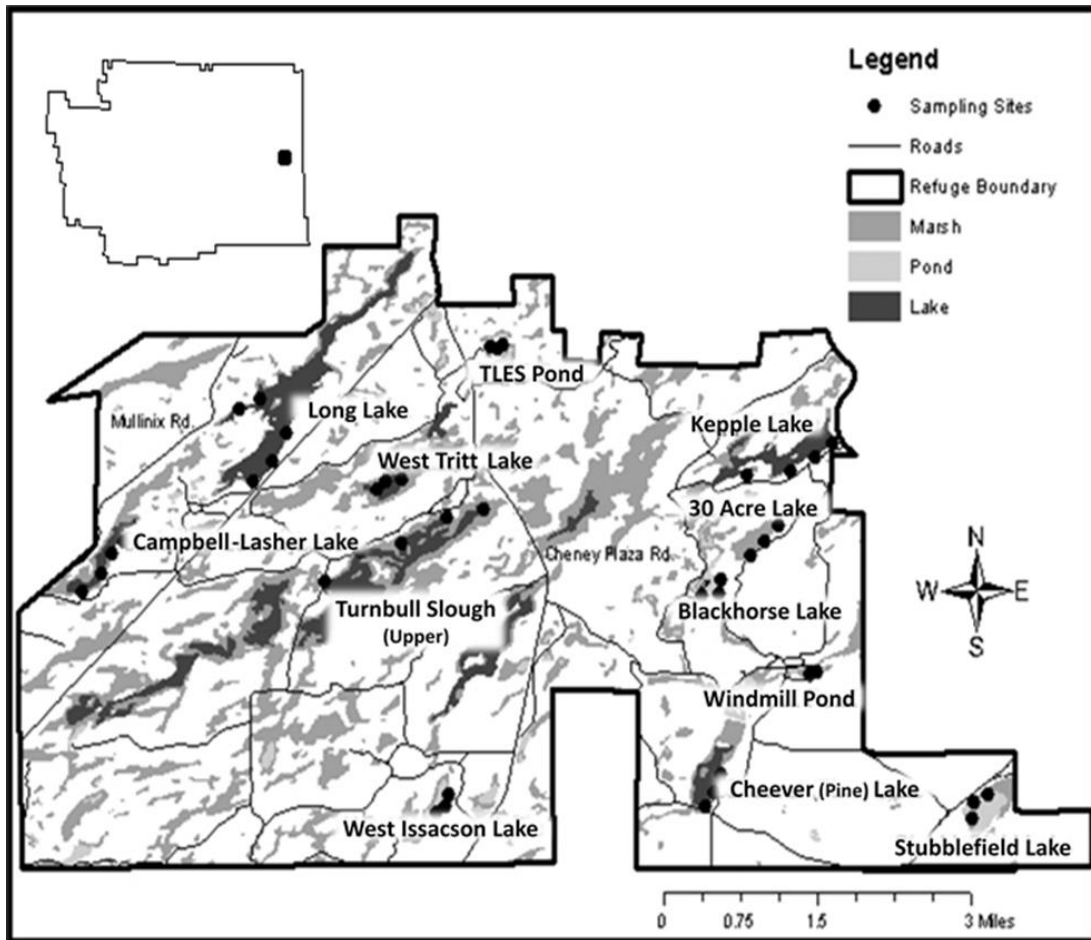 Legend
Sampling Sites
Roads
Refuge Boundary
Marsh
Pond
Lake
TLES Pond
Mullinix Rd.
Long Lake
Kepple Lake
West Tritt Lake
30 Acre Lake
Campbell-Lasher Lake
Cheney Plaza Rd.
N
W E
S
Turnbull Slough
(Upper)
Blackhorse Lake
Windmill Pond
Cheever (Pine) Lake
West Issacson Lake
Stubblefield Lake
0 0.75 1.5 3 Miles